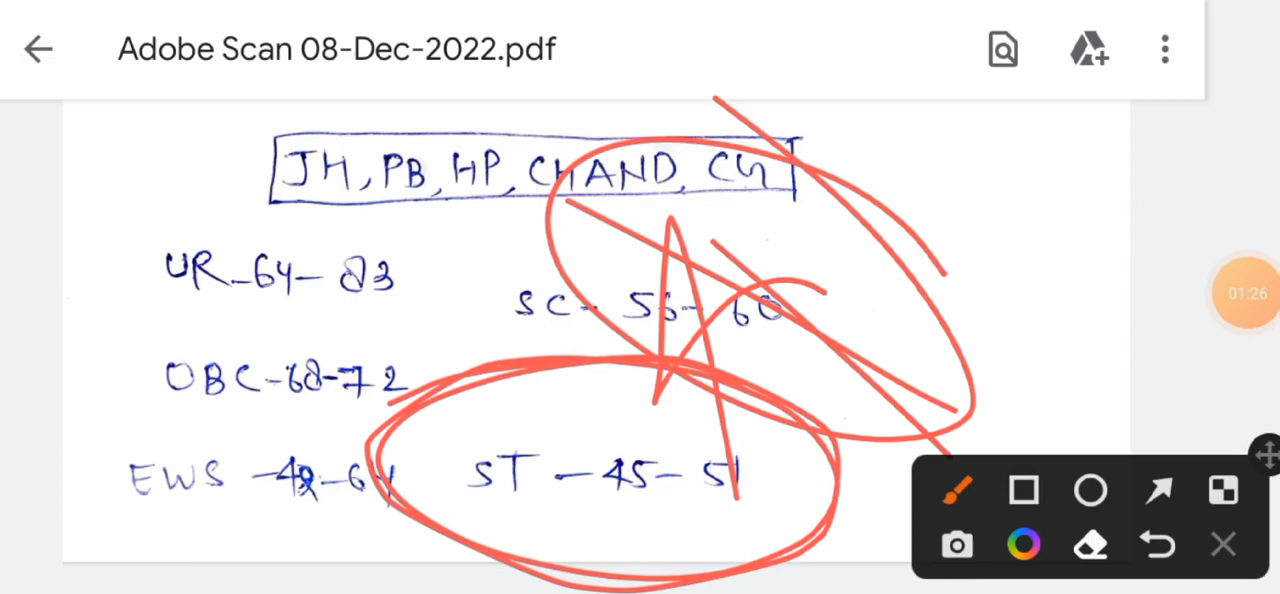 Adobe Scan 08-Dec-2022.pdf
JH, PB, HP, CHAND, CG
UR-64-83
SC- 56-60
OBC-68-72
EWS - -64
ST - 45-51
01:26